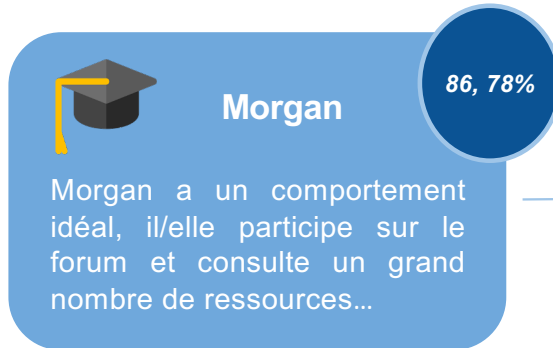 86, 78%
Morgan
Morgan a un comportement
idéal, il/elle participe sur le
forum et consulte un grand
nombre de ressources...